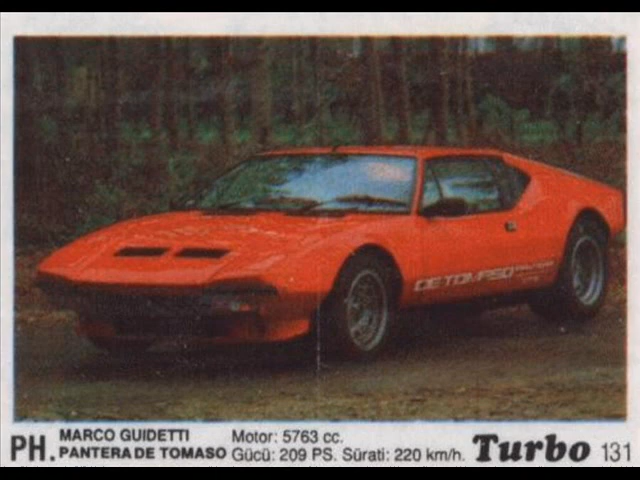 DE TOMASO
PH. MARCO GUIDETTI Motor: 5763 cc. Turbo 131
PANTERA DE TOMASO Gücü: 209 PS. Sürati: 220 km/h.